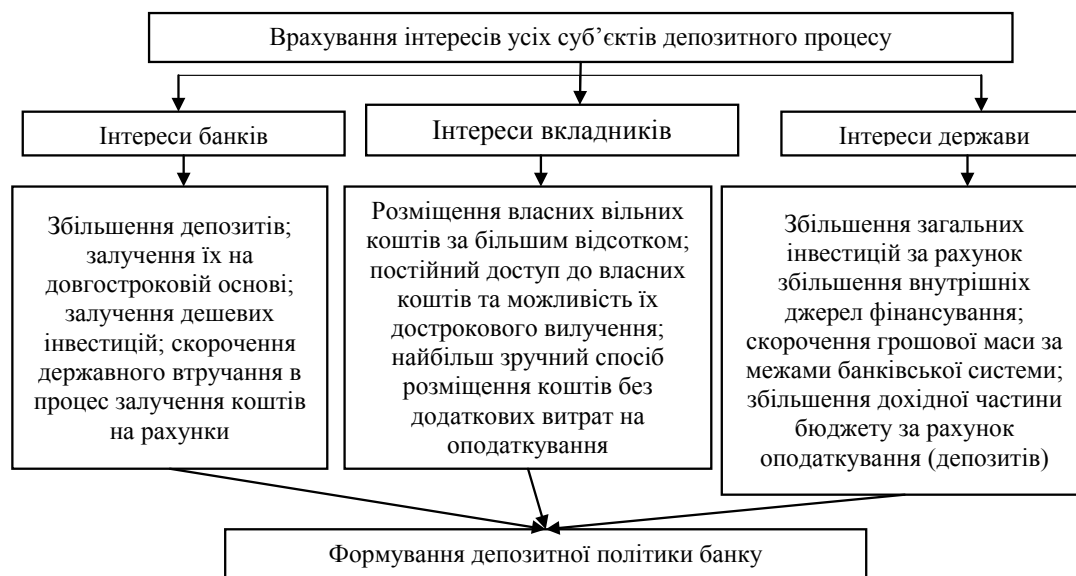 Врахування інтересів усіх суб’єктів депозитного процесу
Інтереси банків
Інтереси вкладників
Інтереси держави
Збільшення депозитів;
залучення їх на
довгостроковій основі;
залучення дешевих
інвестицій; скорочення
державного втручання в
процес залучення коштів
на рахунки
Розміщення власних вільних
коштів за більшим відсотком;
постійний доступ до власних
коштів та можливість їх
дострокового вилучення;
найбільш зручний спосіб
розміщення коштів без
додаткових витрат на
оподаткування
Збільшення загальних
інвестицій за рахунок
збільшення внутрішніх
джерел фінансування;
скорочення грошової маси за
межами банківської системи;
збільшення дохідної частини
бюджету за рахунок
оподаткування (депозитів)
Формування депозитної політики банку